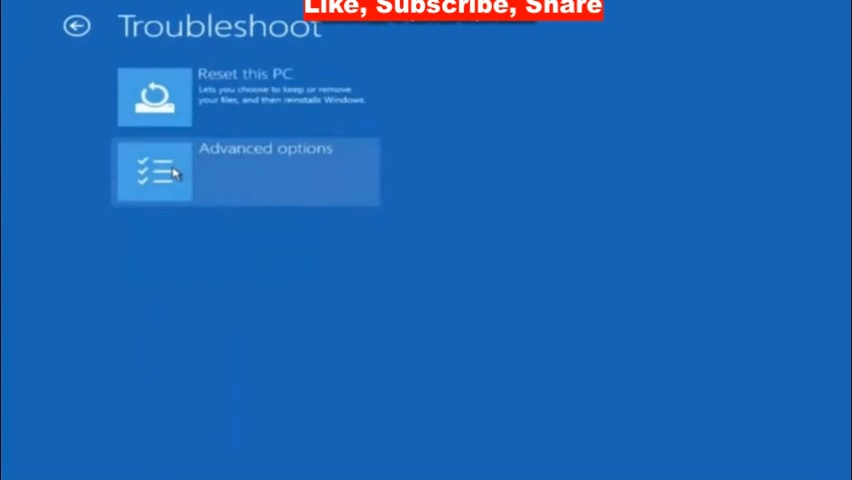 Like, Subscribe, Share
Troubleshoot
Reset this PC
Lets you choose to keep or remove
your files, and then reinstalls Windows.
Advanced options